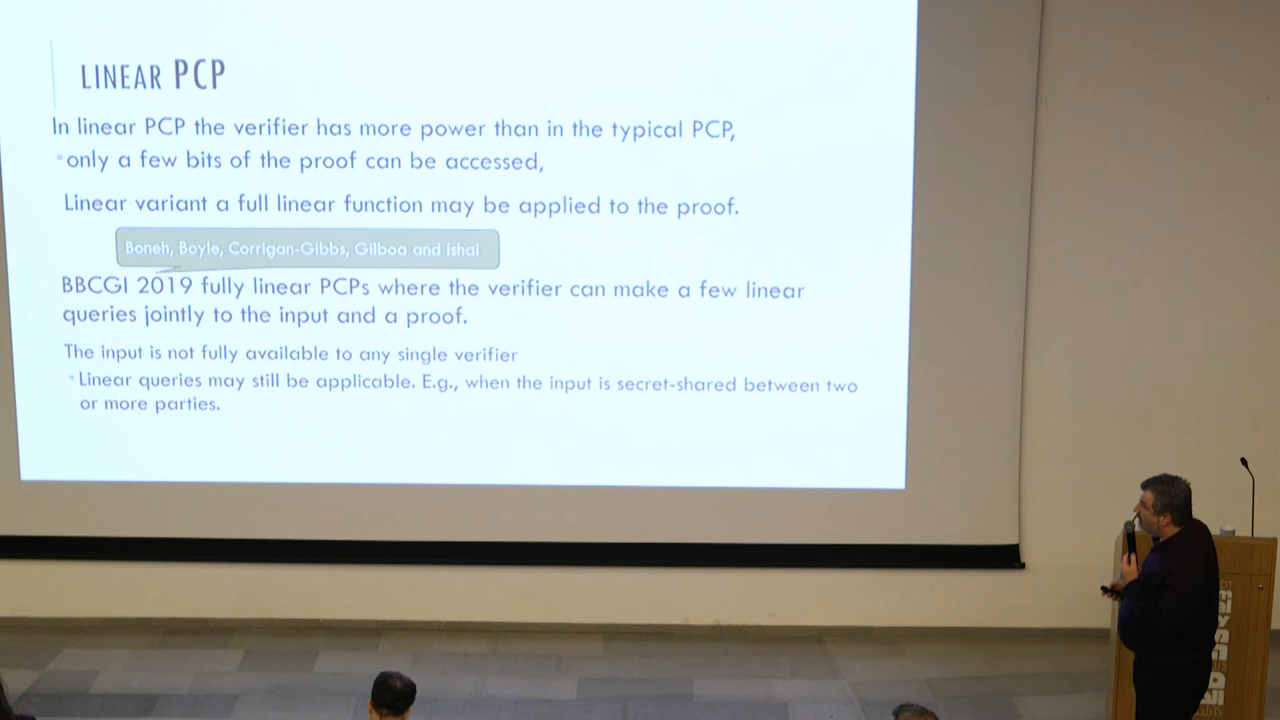 LINEAR PCP
In linear PCP the verifier has more power than in the typical PCP,
only a few bits of the proof can be accessed,
Linear variant a full linear function may be applied to the proof.
Boneh, Boyle, Corrigan-Gibbs, Gilboa and Ishai
BBCGI 2019 fully linear PCPs where the verifier can make a few linear
queries jointly to the input and a proof.
The input is not fully available to any single verifier
Linear queries may still be applicable. E.g., when the input is secret-shared between two
or more parties.